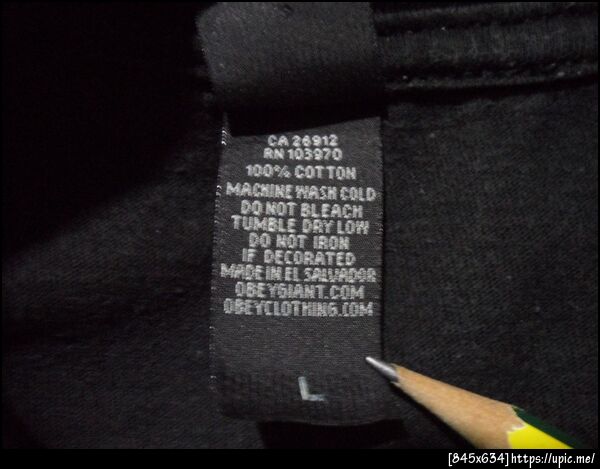 CA 26912
RN 103970
100% COTTON
MACHINE WASH COLD
DO NOT BLEACH
TUMBLE DRY LOW
DO NOT IRON
IF DECORATED
MADE IN EL SALVADOR
OBEYGIANT.COM
OBEYCLOTHING.COM
L
[845x634]https://upic.me/